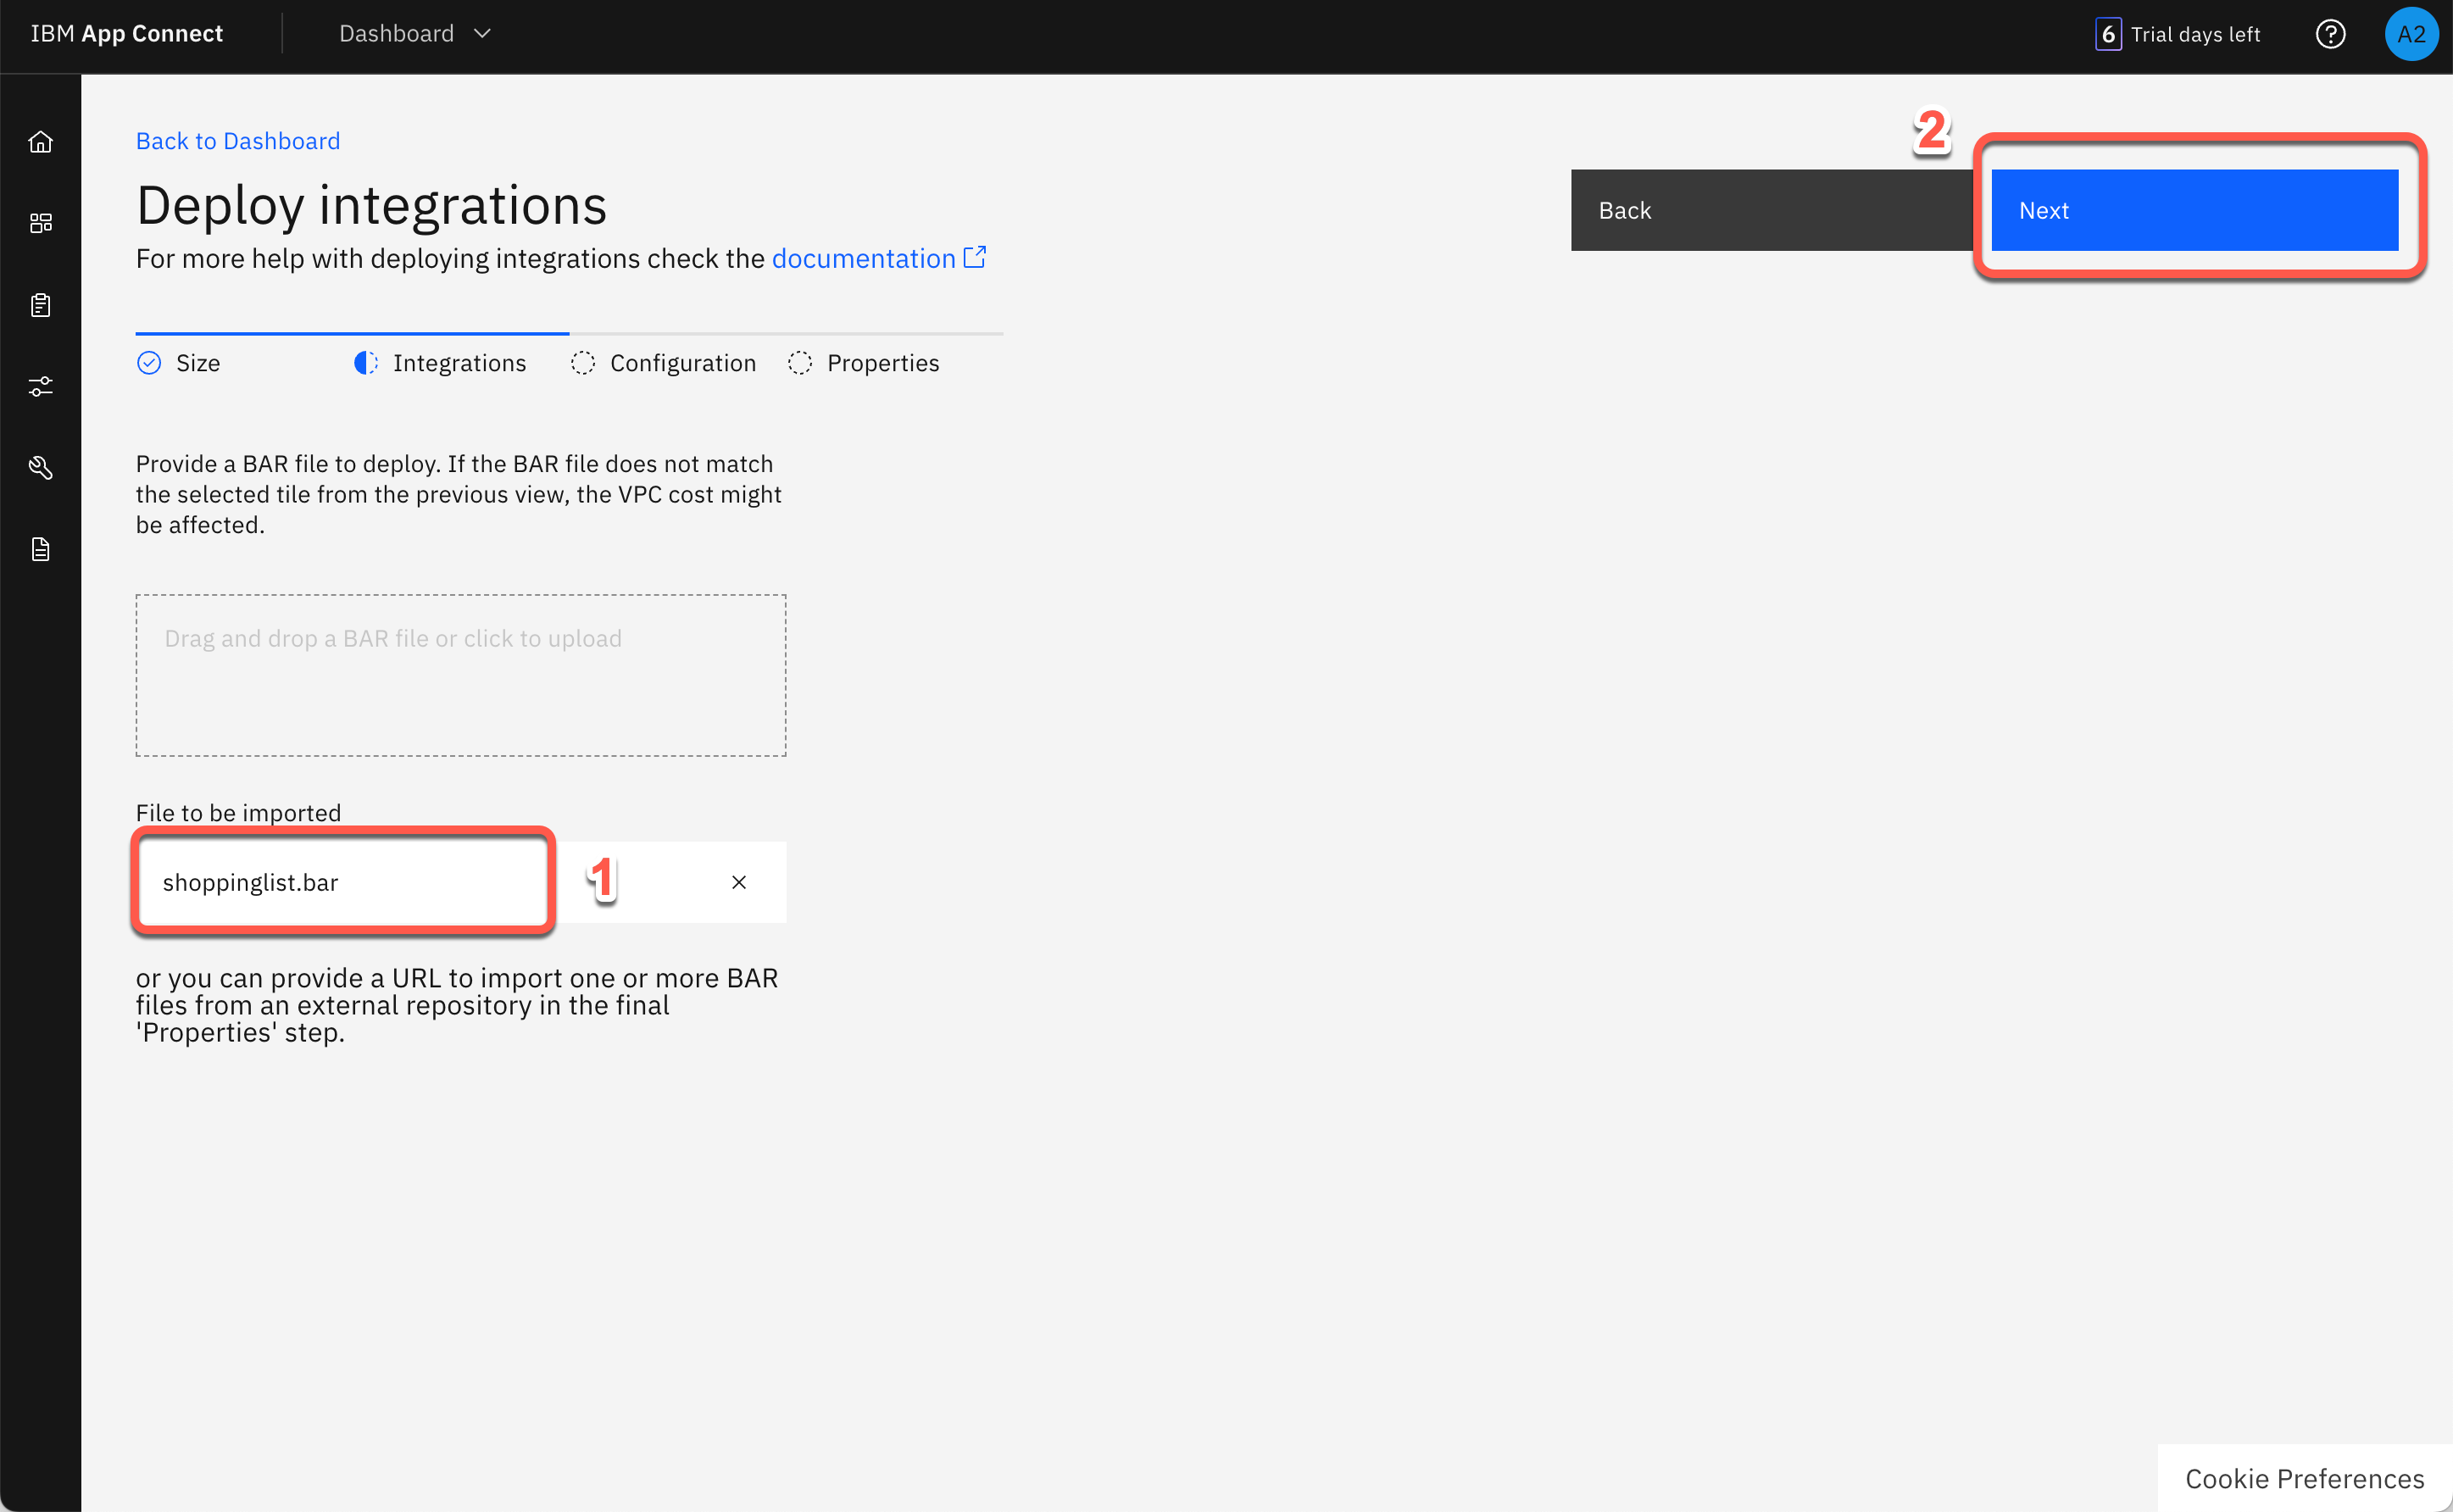 IBM App Connect
Dashboard
6 Trial days left
A2
Back to Dashboard
Deploy integrations
For more help with deploying integrations check the documentation
2
Back
Next
Size
Integrations
Configuration
Properties
Provide a BAR file to deploy. If the BAR file does not match
the selected tile from the previous view, the VPC cost might
be affected.
Drag and drop a BAR file or click to upload
File to be imported
shoppinglist.bar
1
or you can provide a URL to import one or more BAR
files from an external repository in the final
'Properties' step.
Cookie Preferences